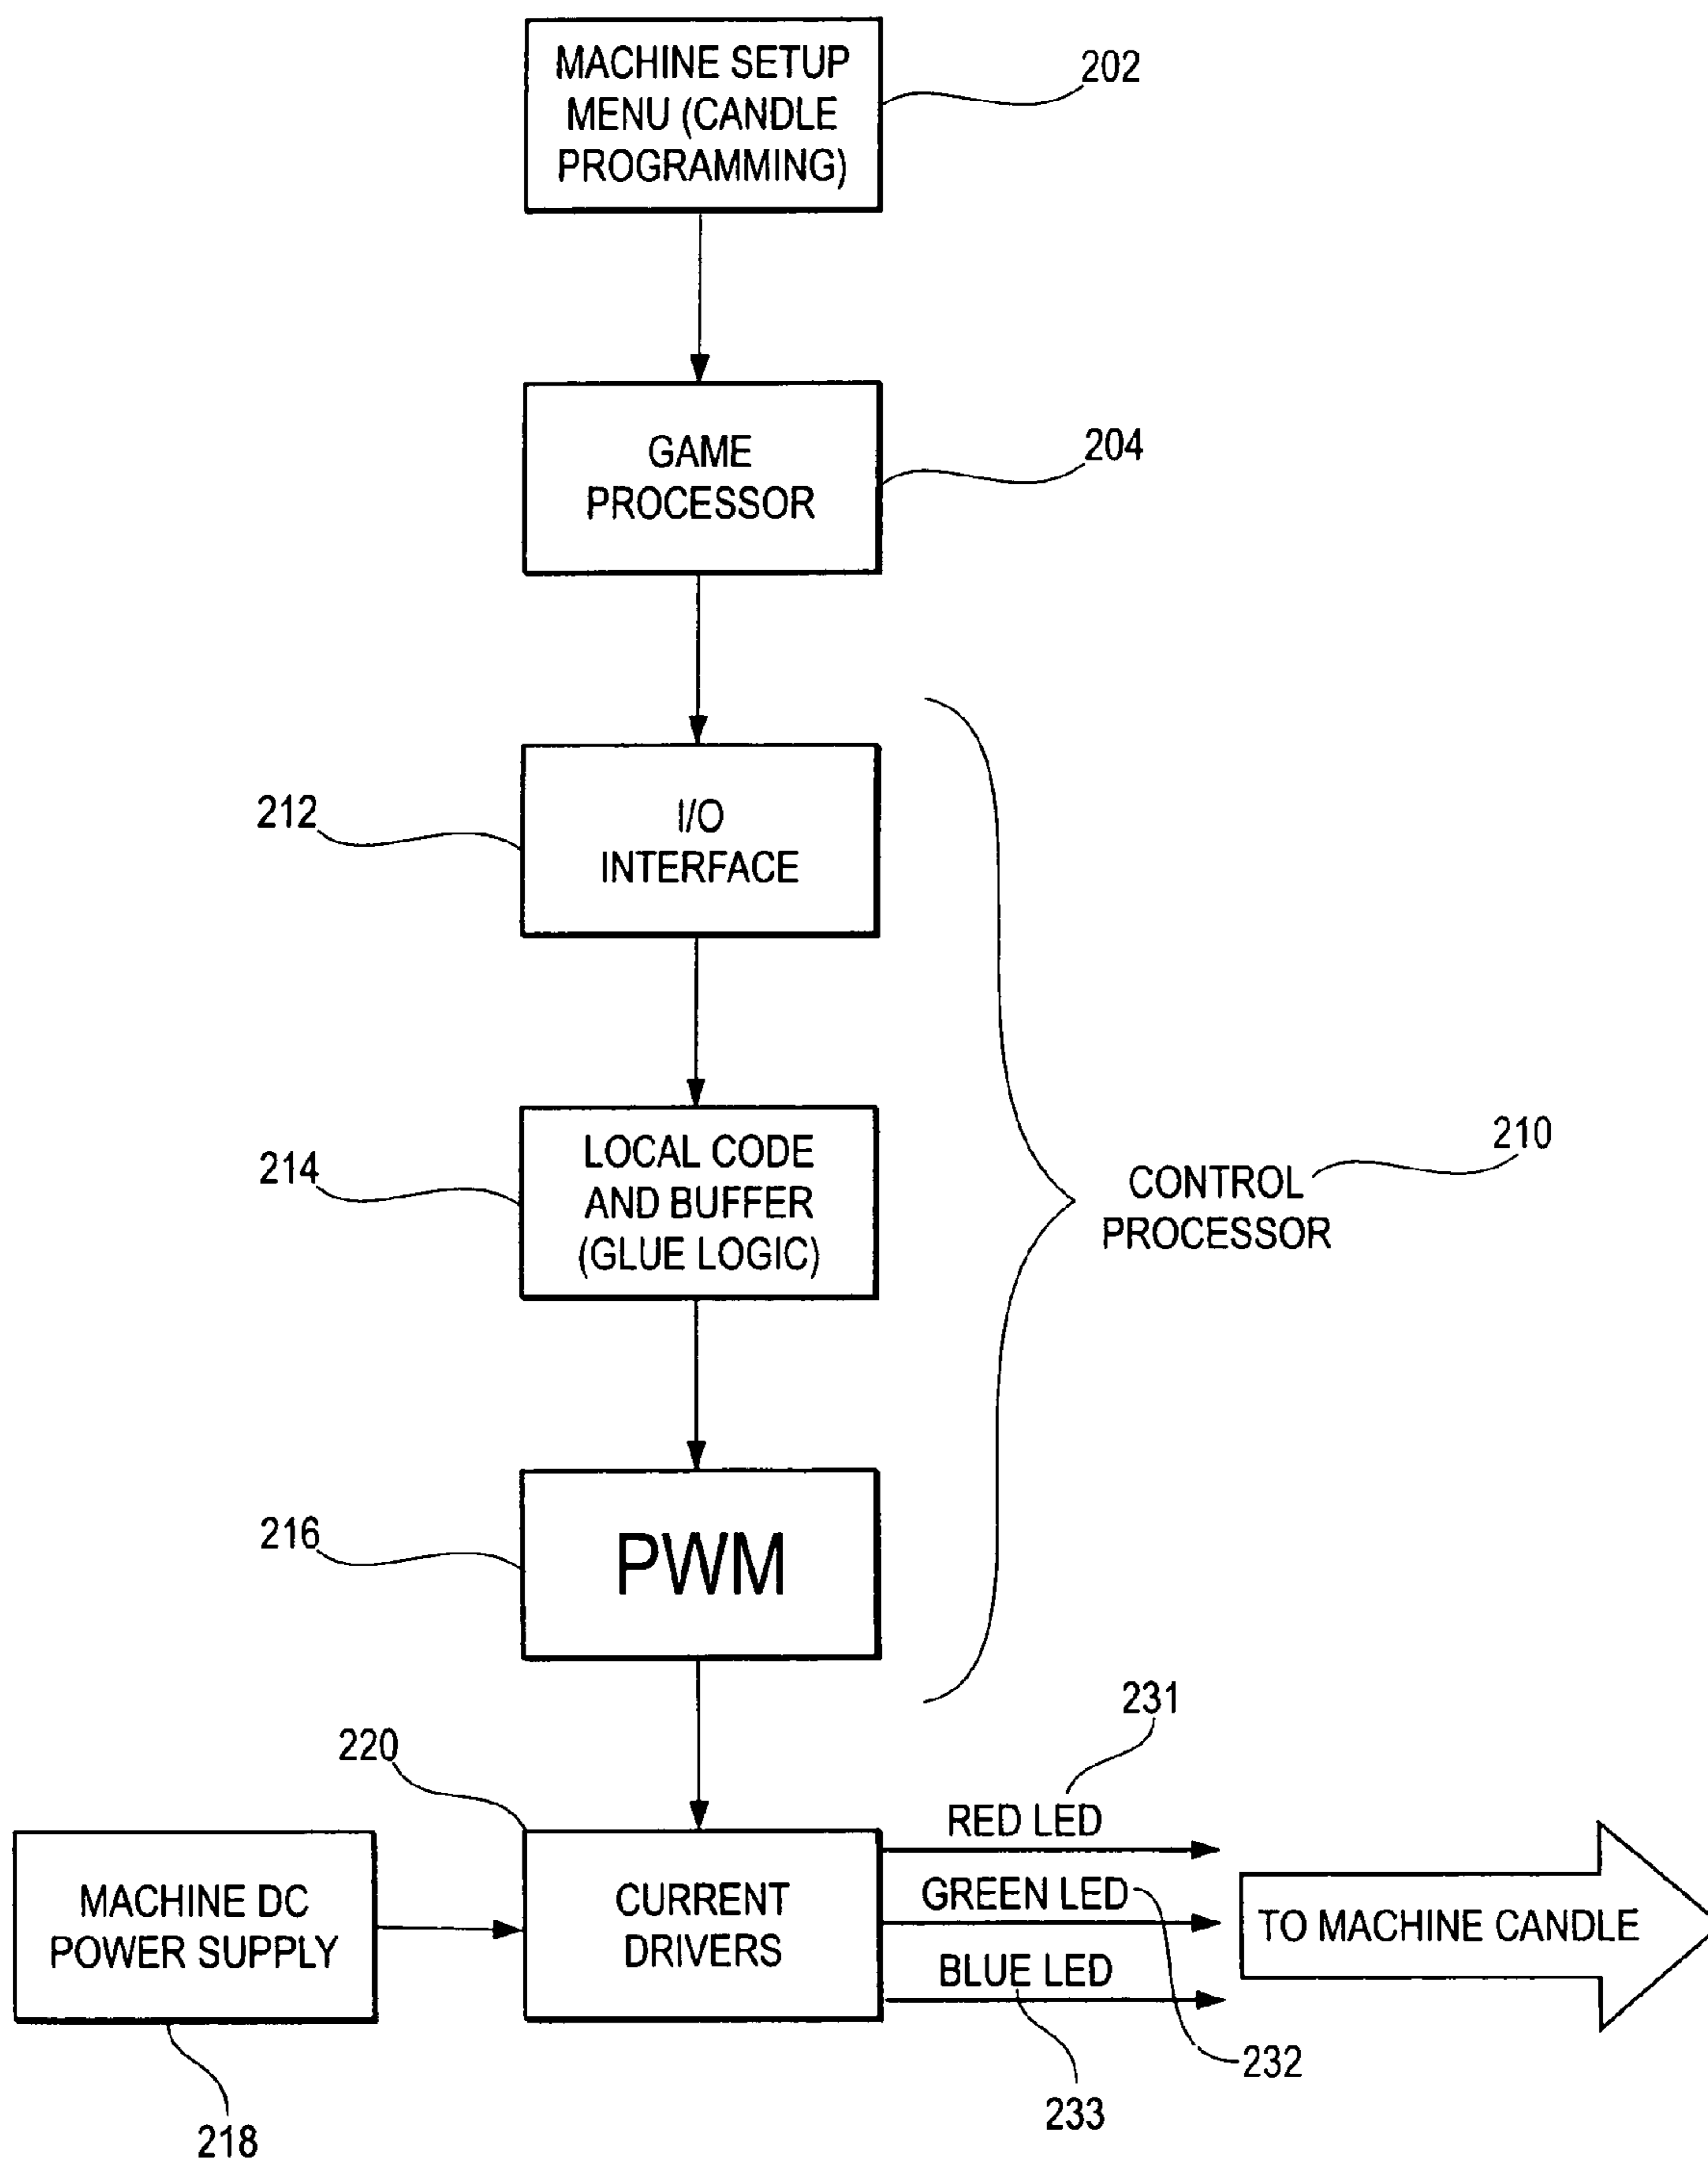 MACHINE SETUP
MENU (CANDLE
PROGRAMMING)
202
GAME
PROCESSOR
204
212
I/O
INTERFACE
214
LOCAL CODE
AND BUFFER
(GLUE LOGIC)
210
CONTROL
PROCESSOR
216
PWM
220
231
MACHINE DC
POWER SUPPLY
CURRENT
DRIVERS
RED LED
GREEN LED
BLUE LED
TO MACHINE CANDLE
232
233
218